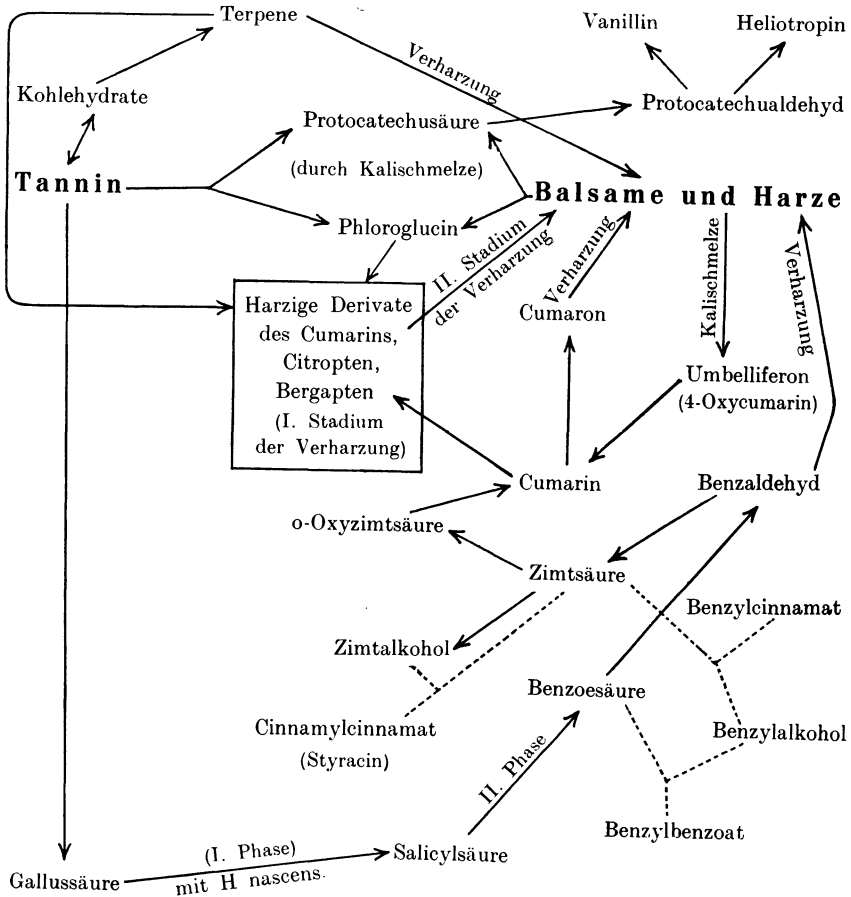 Terpene
Vanillin
Heliotropin
Verharzung
Kohlehydrate
Protocatechusäure
Protocatechualdehyd
(durch Kalischmelze)
Tannin
Balsame und Harze
Phloroglucin
II. Stadium
der Verharzung
Verharzung
Kalischmelze
Verharzung
Harzige Derivate
des Cumarins,
Citropten,
Bergapten
(I. Stadium
der Verharzung)
Cumaron
Umbelliferon
(4-Oxycumarin)
Cumarin
Benzaldehyd
o-Oxyzimtsäure
Zimtsäure
Benzylcinnamat
Zimtalkohol
Benzoesäure
Cinnamylcinnamat
(Styracin)
Benzylalkohol
II. Phase
Benzylbenzoat
(I. Phase)
mit H nascens.
Salicylsäure
Gallussäure